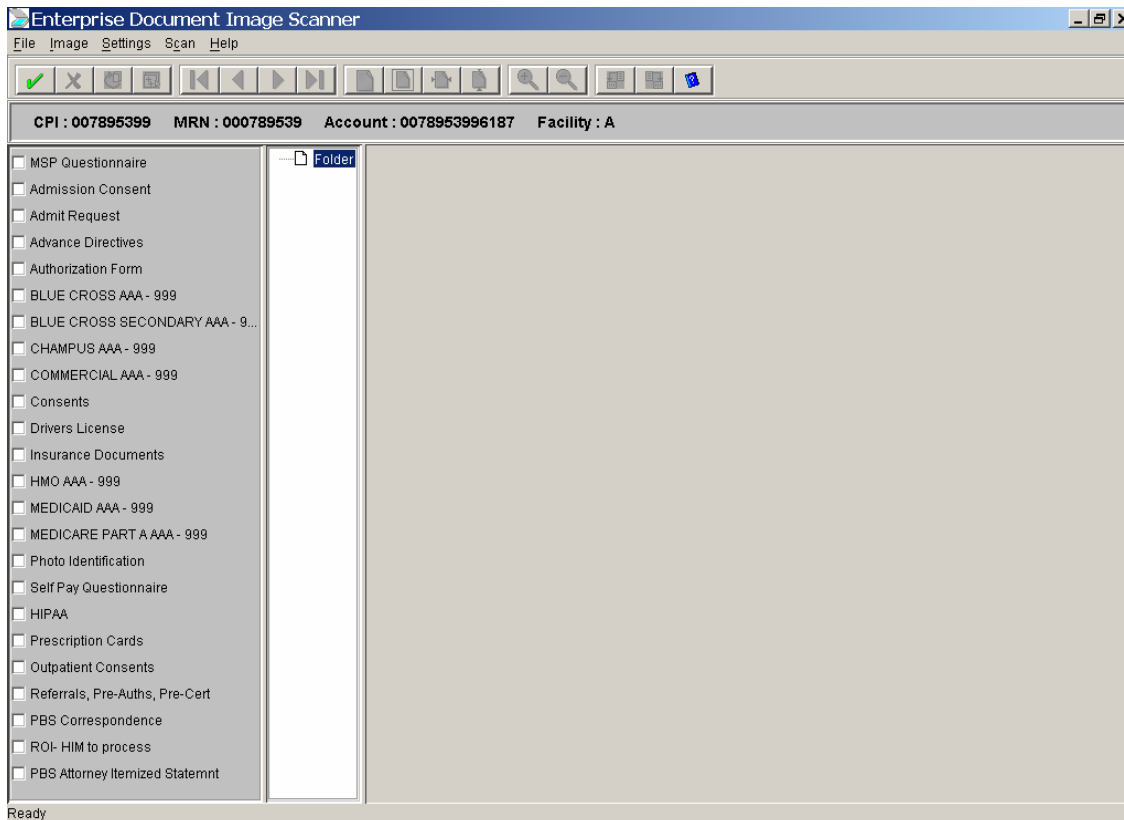 Enterprise Document Image Scanner
File Image Settings Scan Help
CPI : 007895399 MRN : 000789539 Account : 0078953996187 Facility : A
MSP Questionnaire
Folder
Admission Consent
Admit Request
Advance Directives
Authorization Form
BLUE CROSS AAA - 999
BLUE CROSS SECONDARY AAA - 9...
CHAMPUS AAA - 999
COMMERCIAL AAA - 999
Consents
Drivers License
Insurance Documents
HMO AAA - 999
MEDICAID AAA - 999
MEDICARE PART A AAA - 999
Photo Identification
Self Pay Questionnaire
HIPAA
Prescription Cards
Outpatient Consents
Referrals, Pre-Auths, Pre-Cert
PBS Correspondence
ROI- HIM to process
PBS Attorney Itemized Statemnt
Ready